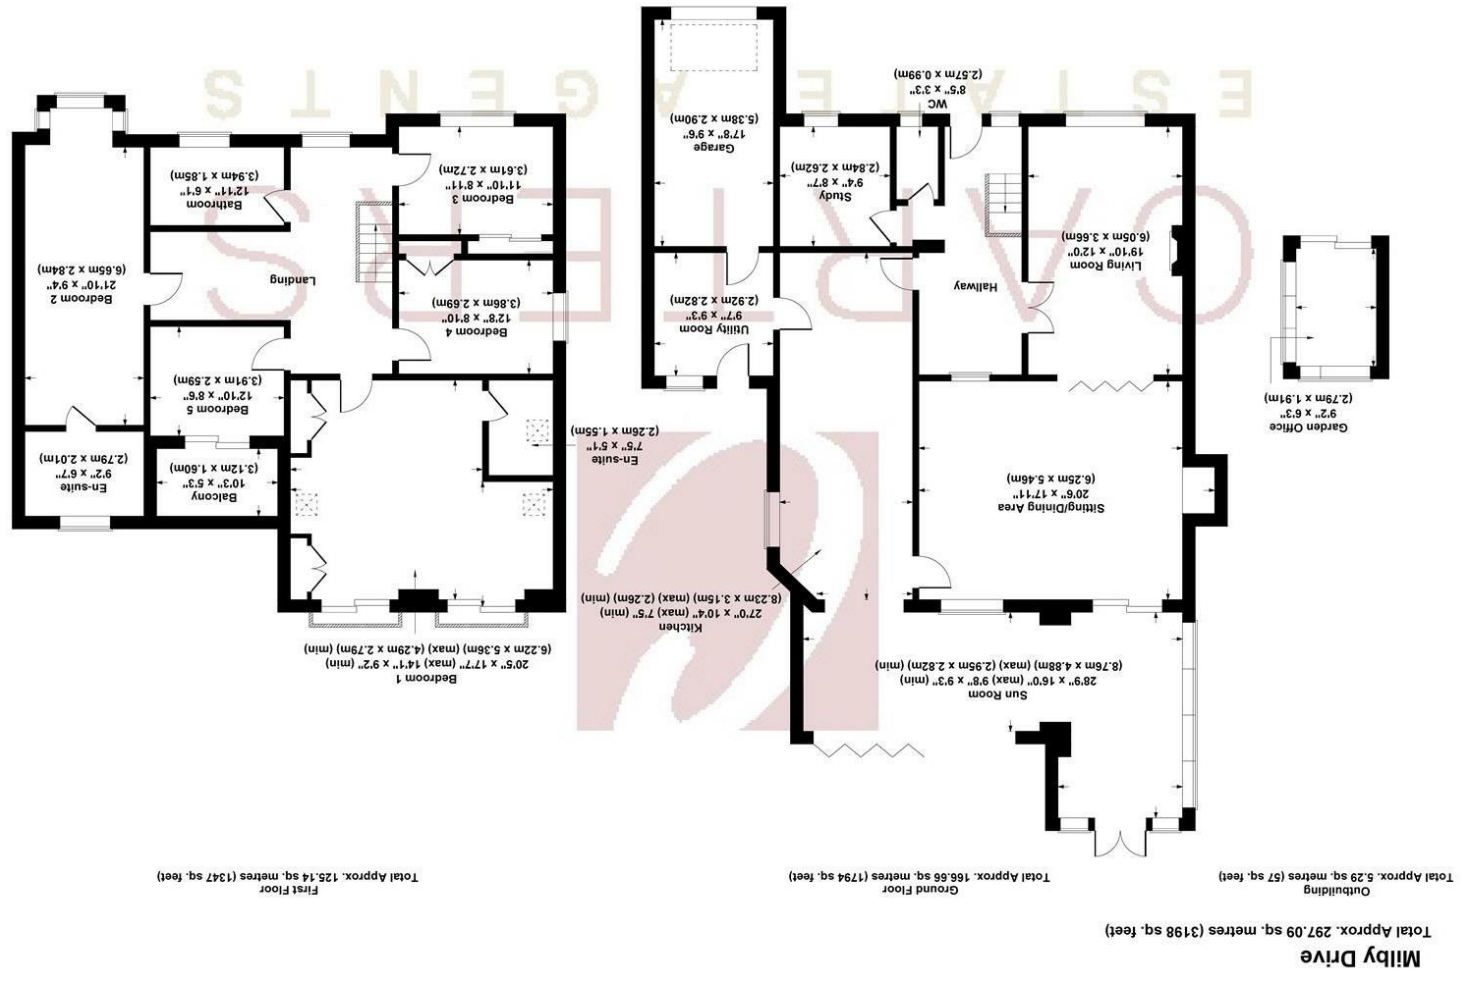 Milby Drive
Total Approx. 297.09 sq. metres (3198 sq. feet)
Outbuilding
Total Approx. 5.29 sq. metres (57 sq. feet)
Ground Floor
Total Approx. 166.66 sq. metres (1794 sq. feet)
First Floor
Total Approx. 125.14 sq. metres (1347 sq. feet)
Garden Office
9'2" x 6'3"
(2.79m x 1.91m)
Sun Room
28'9" x 16'0" (max) 9'8" x 9'3" (min)
(8.76m x 4.88m) (max) (2.95m x 2.82m) (min)
Kitchen
27'0" x 10'4" (max) 7'5" (min)
(8.23m x 3.15m) (max) (2.26m) (min)
Sitting/Dining Area
20'6" x 17'11"
(6.25m x 5.46m)
Hallway
Living Room
19'10" x 12'0"
(6.05m x 3.66m)
Utility Room
9'7" x 9'3"
(2.92m x 2.82m)
Study
9'4" x 8'7"
(2.84m x 2.62m)
Garage
17'8" x 9'6"
(5.38m x 2.90m)
WC
8'5" x 3'3"
(2.57m x 0.99m)
Bedroom 1
20'5" x 17'7" (max) 14'1" x 9'2" (min)
(6.22m x 5.36m) (max) (4.29m x 2.79m) (min)
En-suite
7'5" x 5'1"
(2.26m x 1.55m)
Balcony
10'3" x 5'3"
(3.12m x 1.60m)
En-suite
9'2" x 6'7"
(2.79m x 2.01m)
Bedroom 5
12'10" x 8'6"
(3.91m x 2.59m)
Bedroom 4
12'8" x 8'10"
(3.86m x 2.69m)
Landing
Bedroom 2
21'10" x 9'4"
(6.65m x 2.84m)
Bedroom 3
11'10" x 8'11"
(3.61m x 2.72m)
Bathroom
12'11" x 6'1"
(3.94m x 1.85m)
CARTERS
ESTATE AGENTS